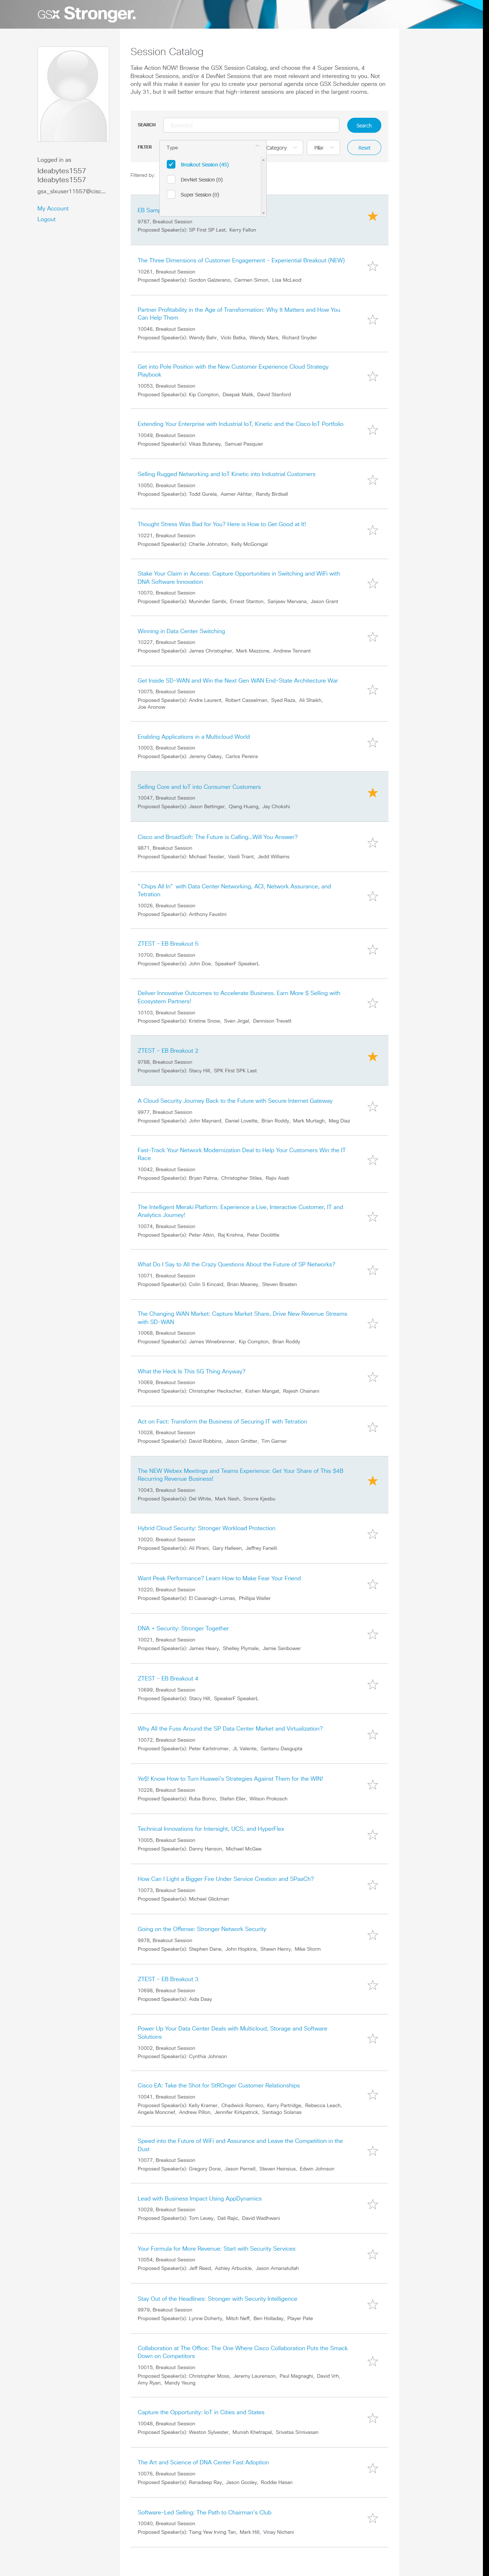 GSX Stronger.
Session Catalog
Take Action NOW! Browse the GSX Session Catalog, and choose the 4 Super Sessions, 4
Breakout Sessions, and/or 4 DevNet Sessions that are most relevant and interesting to you. Not
only will this make it easier for you to create your personal agenda once GSX Scheduler opens on
July 31, but it will better ensure that high-interest sessions are placed in the largest rooms.
SEARCH Keyword Search
FILTER Type Category Pillar Reset
Logged in as
Ideabytes1557
Ideabytes1557
gsx_slxuser11557@cisc...
My Account
Logout
Breakout Session (45)
DevNet Session (0)
Super Session (0)
Filtered by:
EB Samp
9787, Breakout Session
Proposed Speaker(s): SP First SP Last, Kerry Fallon
The Three Dimensions of Customer Engagement - Experiential Breakout (NEW)
10261, Breakout Session
Proposed Speaker(s): Gordon Galzerano, Carmen Simon, Lisa McLeod
Partner Profitability in the Age of Transformation: Why It Matters and How You
Can Help Them
10046, Breakout Session
Proposed Speaker(s): Wendy Bahr, Vicki Batka, Wendy Mars, Richard Snyder
Get into Pole Position with the New Customer Experience Cloud Strategy
Playbook
10053, Breakout Session
Proposed Speaker(s): Kip Compton, Deepak Malik, David Stanford
Extending Your Enterprise with Industrial IoT, Kinetic and the Cisco IoT Portfolio
10049, Breakout Session
Proposed Speaker(s): Vikas Butaney, Samuel Pasquier
Selling Rugged Networking and IoT Kinetic into Industrial Customers
10050, Breakout Session
Proposed Speaker(s): Todd Gurela, Aamer Akhtar, Randy Birdsall
Thought Stress Was Bad for You? Here is How to Get Good at It!
10221, Breakout Session
Proposed Speaker(s): Charlie Johnston, Kelly McGonigal
Stake Your Claim in Access: Capture Opportunities in Switching and WiFi with
DNA Software Innovation
10070, Breakout Session
Proposed Speaker(s): Muninder Sambi, Ernest Stanton, Sanjeev Mervana, Jason Grant
Winning in Data Center Switching
10227, Breakout Session
Proposed Speaker(s): James Christopher, Mark Mazzone, Andrew Tennant
Get Inside SD-WAN and Win the Next Gen WAN End-State Architecture War
10075, Breakout Session
Proposed Speaker(s): Andre Laurent, Robert Casselman, Syed Raza, Ali Shaikh,
Joe Aronow
Enabling Applications in a Multicloud World
10003, Breakout Session
Proposed Speaker(s): Jeremy Oakey, Carlos Pereira
Selling Core and IoT into Consumer Customers
10047, Breakout Session
Proposed Speaker(s): Jason Bettinger, Qiang Huang, Jay Chokshi
Cisco and BroadSoft: The Future is Calling...Will You Answer?
9871, Breakout Session
Proposed Speaker(s): Michael Tessler, Vasili Triant, Jedd Williams
"Chips All In" with Data Center Networking, ACI, Network Assurance, and
Tetration
10026, Breakout Session
Proposed Speaker(s): Anthony Faustini
ZTEST - EB Breakout 5
10700, Breakout Session
Proposed Speaker(s): John Doe, SpeakerF SpeakerL
Deliver Innovative Outcomes to Accelerate Business. Earn More $ Selling with
Ecosystem Partners!
10103, Breakout Session
Proposed Speaker(s): Kristine Snow, Sven Jirgal, Dennison Trevett
ZTEST - EB Breakout 2
9788, Breakout Session
Proposed Speaker(s): Stacy Hill, SPK First SPK Last
A Cloud Security Journey Back to the Future with Secure Internet Gateway
9977, Breakout Session
Proposed Speaker(s): John Maynard, Daniel Lovette, Brian Roddy, Mark Murtagh, Meg Diaz
Fast-Track Your Network Modernization Deal to Help Your Customers Win the IT
Race
10042, Breakout Session
Proposed Speaker(s): Bryan Palma, Christopher Stiles, Rajiv Asati
The Intelligent Meraki Platform: Experience a Live, Interactive Customer, IT and
Analytics Journey!
10074, Breakout Session
Proposed Speaker(s): Peter Atkin, Raj Krishna, Peter Doolittle
What Do I Say to All the Crazy Questions About the Future of SP Networks?
10071, Breakout Session
Proposed Speaker(s): Colin S Kincaid, Brian Meaney, Steven Braaten
The Changing WAN Market: Capture Market Share, Drive New Revenue Streams
with SD-WAN
10068, Breakout Session
Proposed Speaker(s): James Winebrenner, Kip Compton, Brian Roddy
What the Heck Is This 5G Thing Anyway?
10069, Breakout Session
Proposed Speaker(s): Christopher Heckscher, Kishen Mangat, Rajesh Chainani
Act on Fact: Transform the Business of Securing IT with Tetration
10028, Breakout Session
Proposed Speaker(s): David Robbins, Jason Gmitter, Tim Garner
The NEW Webex Meetings and Teams Experience: Get Your Share of This $4B
Recurring Revenue Business!
10043, Breakout Session
Proposed Speaker(s): Del White, Mark Nash, Snorre Kjesbu
Hybrid Cloud Security: Stronger Workload Protection
10020, Breakout Session
Proposed Speaker(s): Ali Pirani, Gary Halleen, Jeffrey Fanelli
Want Peak Performance? Learn How to Make Fear Your Friend
10220, Breakout Session
Proposed Speaker(s): El Cavanagh-Lomas, Phillipa Waller
DNA + Security: Stronger Together
10021, Breakout Session
Proposed Speaker(s): James Heary, Shelley Plymale, Jamie Sanbower
ZTEST - EB Breakout 4
10699, Breakout Session
Proposed Speaker(s): Stacy Hill, SpeakerF SpeakerL
Why All the Fuss Around the SP Data Center Market and Virtualization?
10072, Breakout Session
Proposed Speaker(s): Peter Karlstromer, JL Valente, Santanu Dasgupta
Ye$! Know How to Turn Huawei's Strategies Against Them for the WIN!
10226, Breakout Session
Proposed Speaker(s): Ruba Borno, Stefan Eller, Wilson Prokosch
Technical Innovations for Intersight, UCS, and HyperFlex
10005, Breakout Session
Proposed Speaker(s): Danny Hanson, Michael McGee
How Can I Light a Bigger Fire Under Service Creation and SPaaCh?
10073, Breakout Session
Proposed Speaker(s): Michael Glickman
Going on the Offense: Stronger Network Security
9978, Breakout Session
Proposed Speaker(s): Stephen Dane, John Hopkins, Shawn Henry, Mike Storm
ZTEST - EB Breakout 3
10698, Breakout Session
Proposed Speaker(s): Aida Daay
Power Up Your Data Center Deals with Multicloud, Storage and Software
Solutions
10002, Breakout Session
Proposed Speaker(s): Cynthia Johnson
Cisco EA: Take the Shot for StROnger Customer Relationships
10041, Breakout Session
Proposed Speaker(s): Kelly Kramer, Chadwick Romero, Kerry Partridge, Rebecca Leach,
Angela Moncrief, Andrew Pillon, Jennifer Kirkpatrick, Santiago Solanas
Speed into the Future of WiFi and Assurance and Leave the Competition in the
Dust
10077, Breakout Session
Proposed Speaker(s): Gregory Dorai, Jason Parnell, Steven Heinsius, Edwin Johnson
Lead with Business Impact Using AppDynamics
10029, Breakout Session
Proposed Speaker(s): Tom Levey, Dali Rajic, David Wadhwani
Your Formula for More Revenue: Start with Security Services
10054, Breakout Session
Proposed Speaker(s): Jeff Reed, Ashley Arbuckle, Jason Amanatullah
Stay Out of the Headlines: Stronger with Security Intelligence
9979, Breakout Session
Proposed Speaker(s): Lynne Doherty, Mitch Neff, Ben Holladay, Player Pate
Collaboration at The Office: The One Where Cisco Collaboration Puts the Smack
Down on Competitors
10015, Breakout Session
Proposed Speaker(s): Christopher Moss, Jeremy Laurenson, Paul Magnaghi, David Vrh,
Amy Ryan, Mandy Yeung
Capture the Opportunity: IoT in Cities and States
10048, Breakout Session
Proposed Speaker(s): Weston Sylvester, Munish Khetrapal, Srivatsa Srinivasan
The Art and Science of DNA Center Fast Adoption
10076, Breakout Session
Proposed Speaker(s): Ranadeep Ray, Jason Gooley, Roddie Hasan
Software-Led Selling: The Path to Chairman's Club
10040, Breakout Session
Proposed Speaker(s): Tiang Yew Irving Tan, Mark Hill, Vinay Nichani